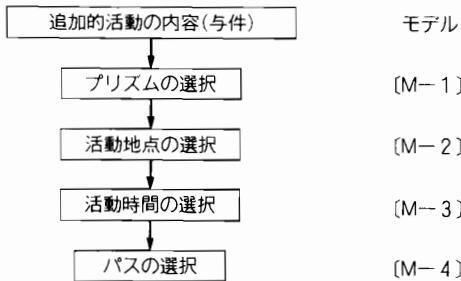 追加的活動の内容(与件) モデル
プリズムの選択 〔M―1〕
活動地点の選択 〔M―2〕
活動時間の選択 〔M―3〕
パスの選択 〔M―4〕